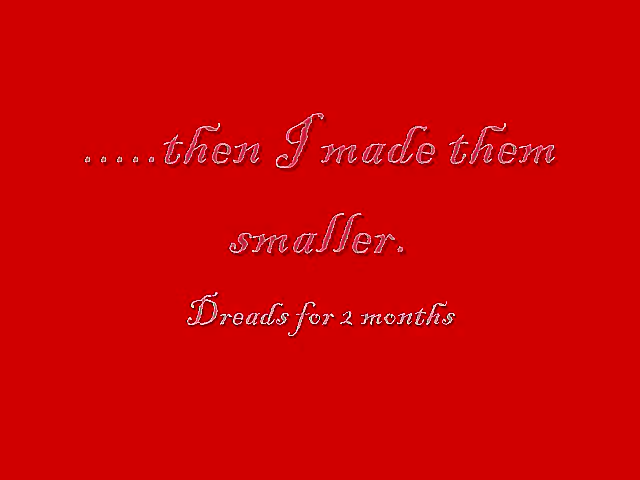 .....then I made them
smaller.
Dreads for 2 months